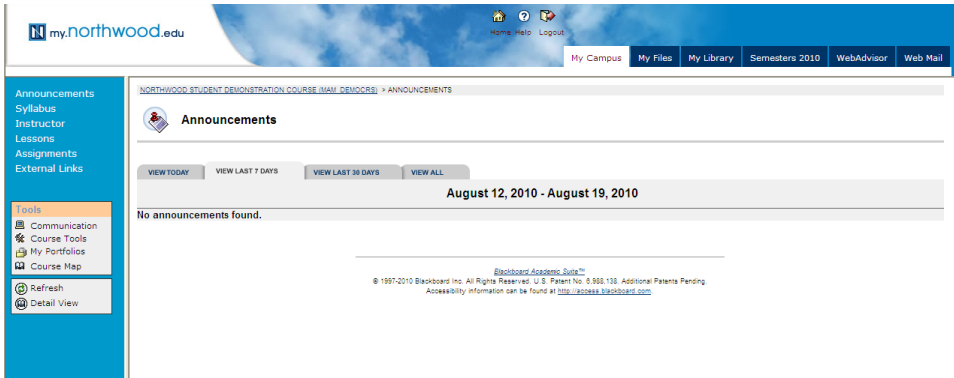 my.northwood.edu
Home Help Logout
My Campus My Files My Library Semesters 2010 WebAdvisor Web Mail
Announcements
Syllabus
Instructor
Lessons
Assignments
External Links
Tools
Communication
Course Tools
My Portfolios
Course Map
Refresh
Detail View
NORTHWOOD STUDENT DEMONSTRATION COURSE (MAM_DEMOCRS) > ANNOUNCEMENTS
Announcements
VIEW TODAY VIEW LAST 7 DAYS VIEW LAST 30 DAYS VIEW ALL
August 12, 2010 - August 19, 2010
No announcements found.
Blackboard Academic Suite™
© 1997-2010 Blackboard Inc. All Rights Reserved. U.S. Patent No. 6,988,138. Additional Patents Pending.
Accessibility information can be found at http://access.blackboard.com.